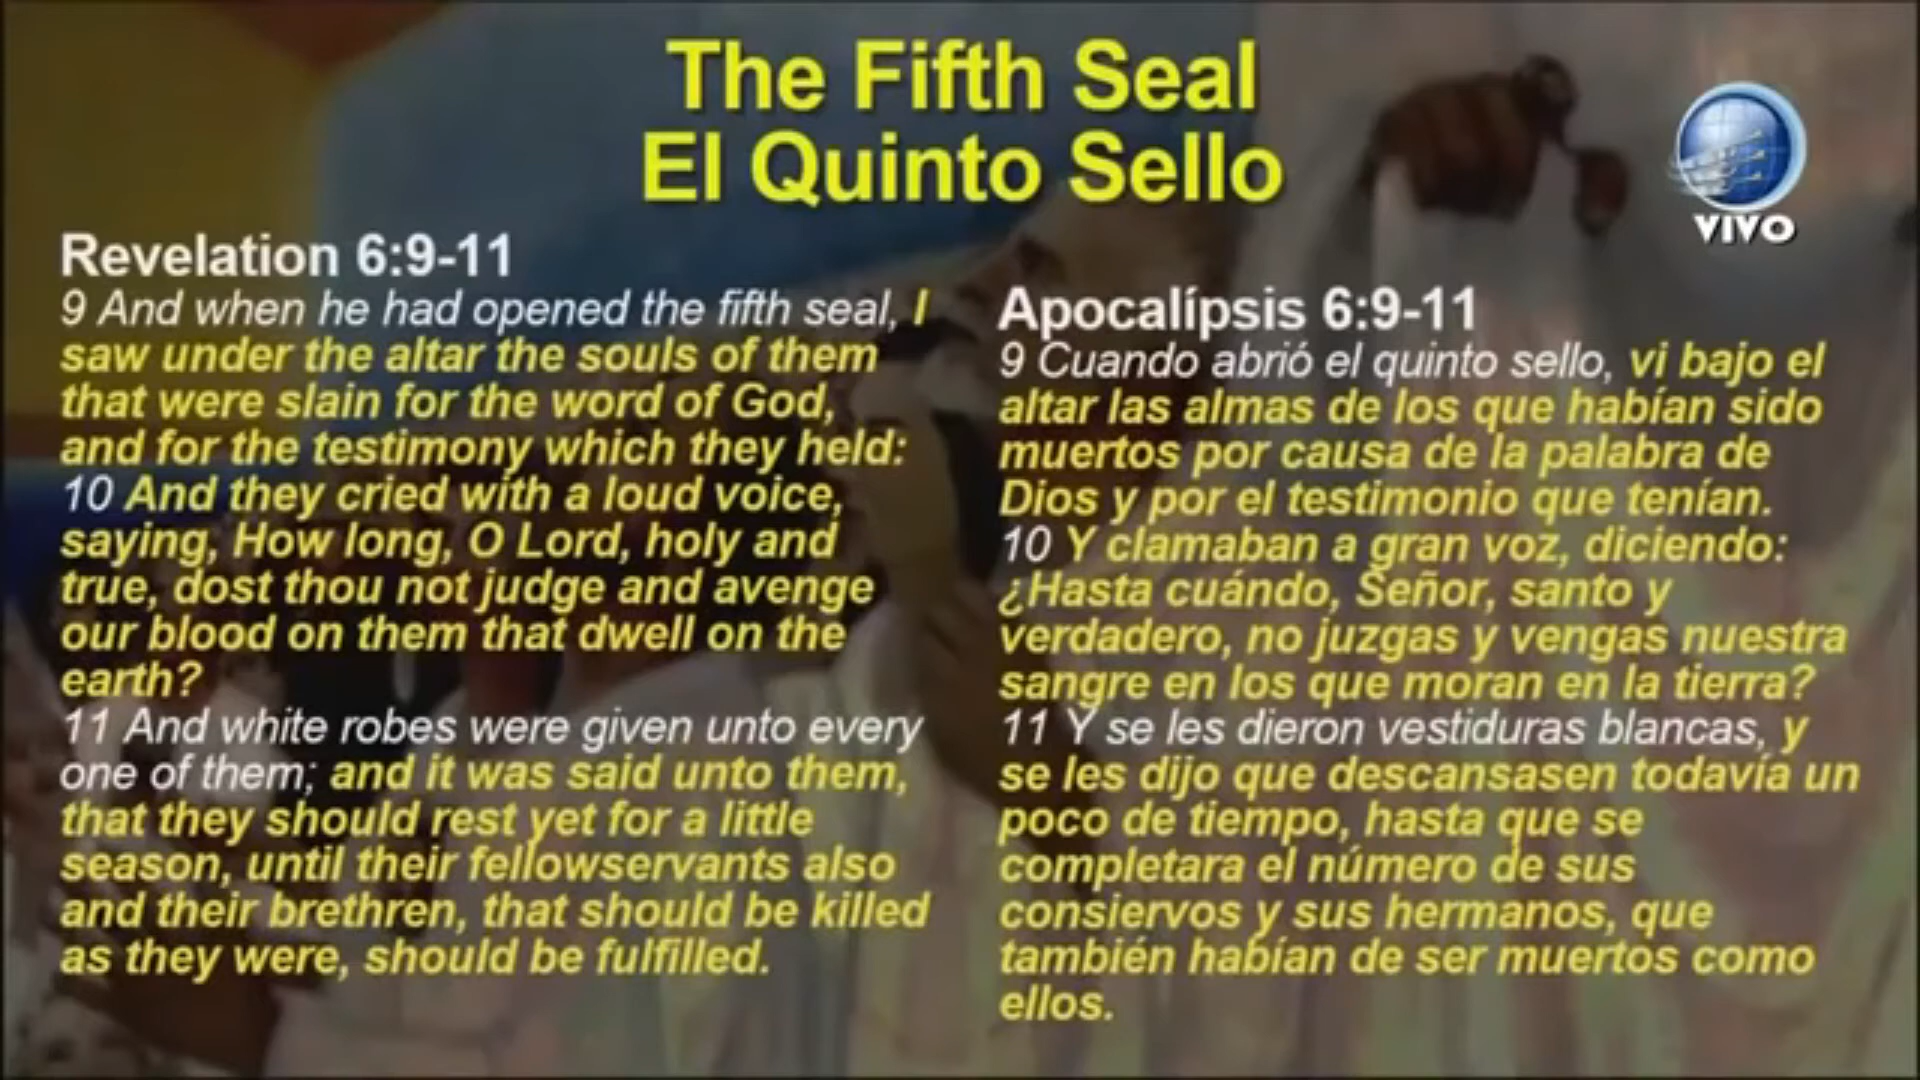 The Fifth Seal
El Quinto Sello
VIVO
Revelation 6:9-11
9 And when he had opened the fifth seal, I
saw under the altar the souls of them
that were slain for the word of God,
and for the testimony which they held:
10 And they cried with a loud voice,
saying, How long, O Lord, holy and
true, dost thou not judge and avenge
our blood on them that dwell on the
earth?
11 And white robes were given unto every
one of them; and it was said unto them,
that they should rest yet for a little
season, until their fellowservants also
and their brethren, that should be killed
as they were, should be fulfilled.
Apocalípsis 6:9-11
9 Cuando abrió el quinto sello, vi bajo el
altar las almas de los que habían sido
muertos por causa de la palabra de
Dios y por el testimonio que tenían.
10 Y clamaban a gran voz, diciendo:
¿Hasta cuándo, Señor, santo y
verdadero, no juzgas y vengas nuestra
sangre en los que moran en la tierra?
11 Y se les dieron vestiduras blancas, y
se les dijo que descansasen todavía un
poco de tiempo, hasta que se
completara el número de sus
consiervos y sus hermanos, que
también habían de ser muertos como
ellos.